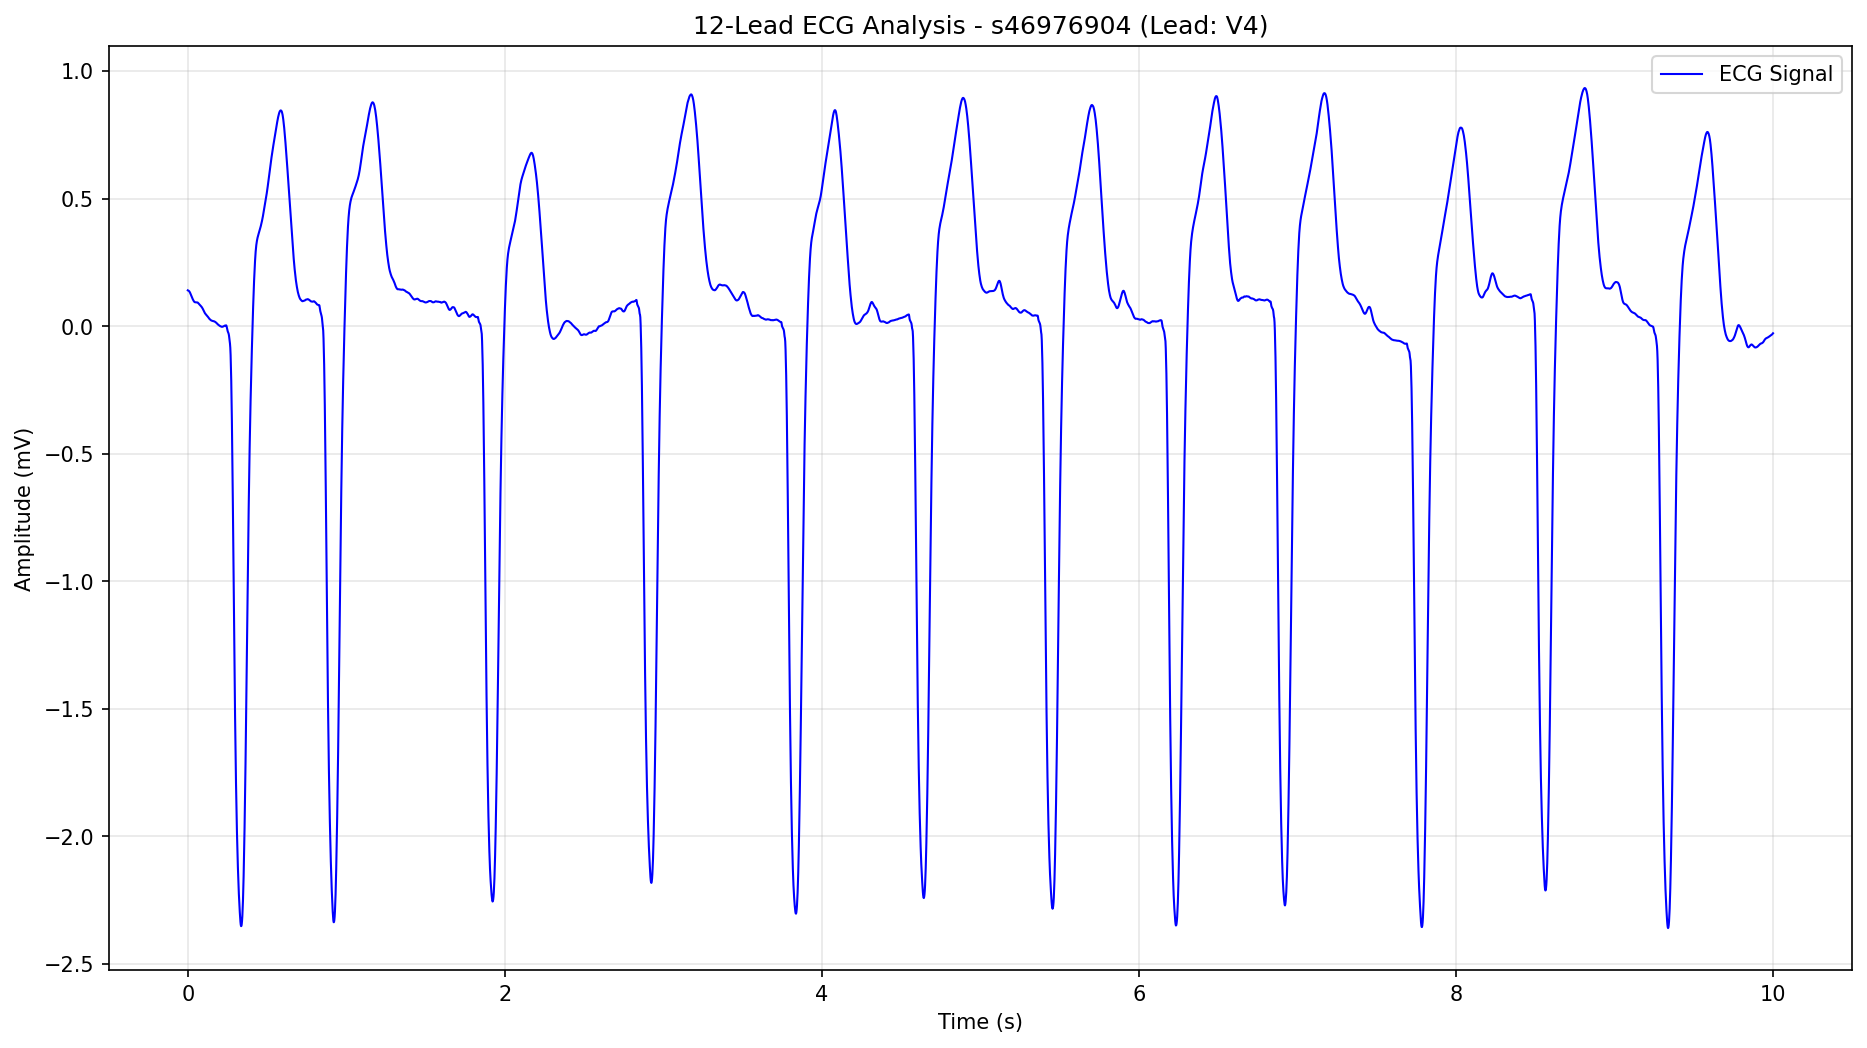 12-Lead ECG Analysis - s46976904 (Lead: V4)
ECG Signal
1.0
0.5
0.0
−0.5
−1.0
−1.5
−2.0
−2.5
Amplitude (mV)
0 2 4 6 8 10
Time (s)